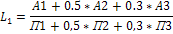 L₁ = (A1 + 0.5 * A2 + 0.3 * A3) / (П1 + 0,5 * П2 + 0,3 * П3)